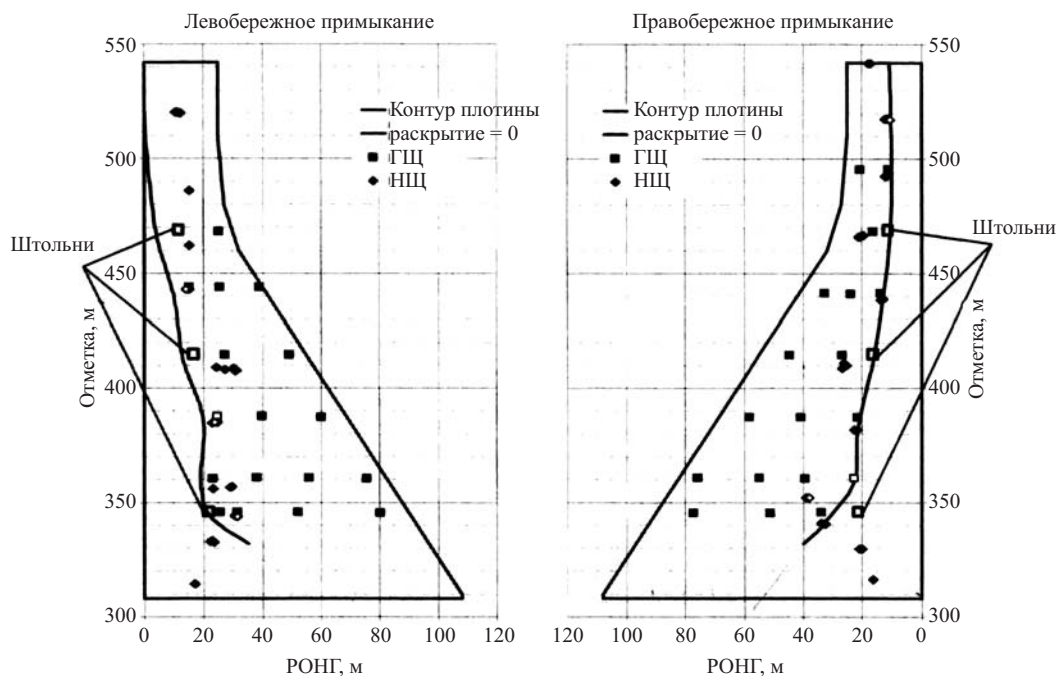 Левобережное примыкание
550
500
450
400
350
300
Отметка, м
0
20
40
60
80
100
120
РОНГ, м
Контур плотины
раскрытие = 0
ГЩ
НЩ
Штольни
Правобережное примыкание
550
500
450
400
350
300
Отметка, м
120
100
80
60
40
20
0
РОНГ, м
Контур плотины
раскрытие = 0
ГЩ
НЩ
Штольни